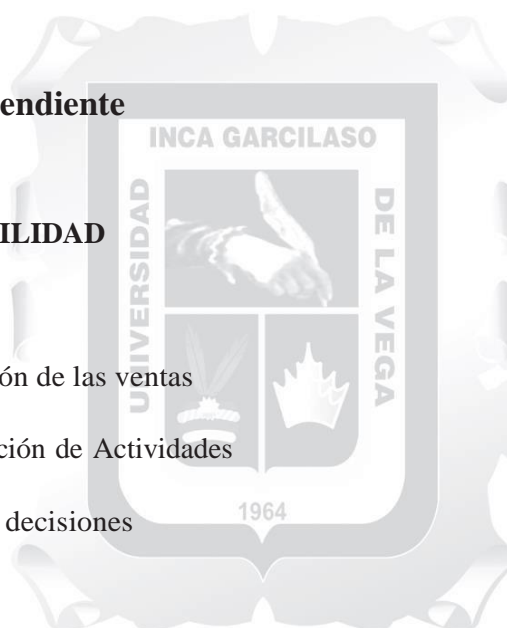 endiente
INCA GARCILASO
UNIVERSIDAD
DE LA VEGA
ILIDAD
ón de las ventas
ción de Actividades
decisiones
1964